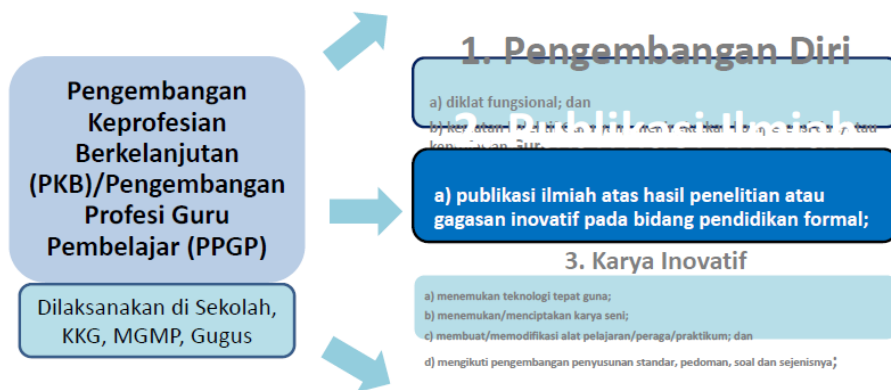 Pengembangan
Keprofesian
Berkelanjutan
(PKB)/Pengembangan
Profesi Guru
Pembelajar (PPGP)
Dilaksanakan di Sekolah,
KKG, MGMP, Gugus
1. Pengembangan Diri
a) diklat fungsional; dan
2. Publikasi Ilmiah
a) publikasi ilmiah atas hasil penelitian atau
gagasan inovatif pada bidang pendidikan formal;
3. Karya Inovatif
a) menemukan teknologi tepat guna;
b) menemukan/menciptakan karya seni;
c) membuat/memodifikasi alat pelajaran/peraga/praktikum; dan
d) mengikuti pengembangan penyusunan standar, pedoman, soal dan sejenisnya;